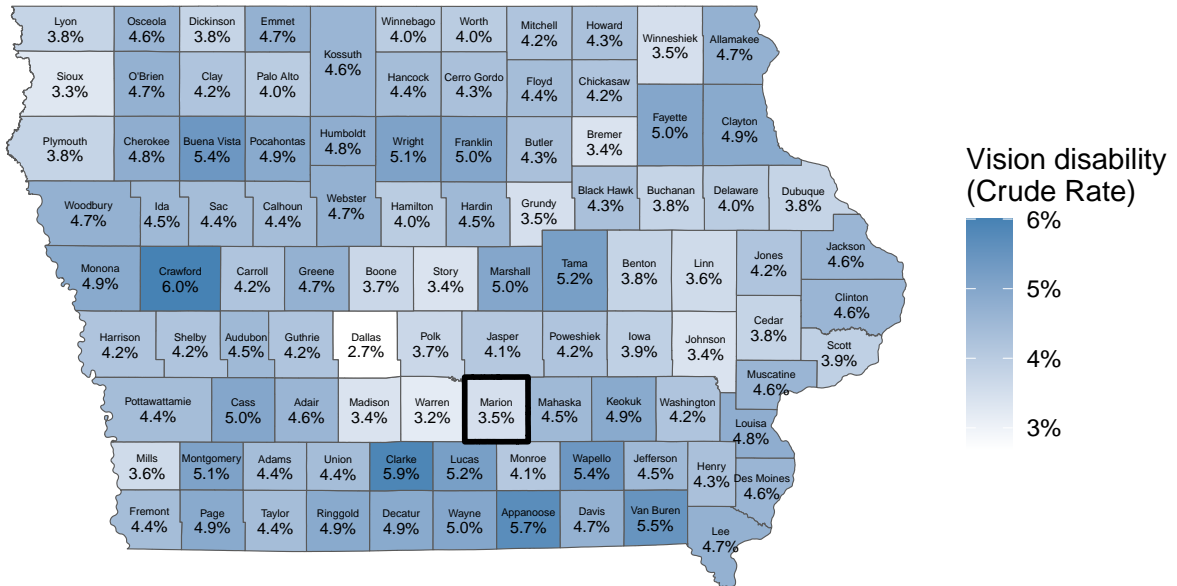 Lyon
3.8%
Osceola
4.6%
Dickinson
3.8%
Emmet
4.7%
Winnebago
4.0%
Worth
4.0%
Mitchell
4.2%
Howard
4.3%
Winneshiek
3.5%
Allamakee
4.7%
Kossuth
4.6%
Sioux
3.3%
O'Brien
4.7%
Clay
4.2%
Palo Alto
4.0%
Hancock
4.4%
Cerro Gordo
4.3%
Floyd
4.4%
Chickasaw
4.2%
Fayette
5.0%
Clayton
4.9%
Plymouth
3.8%
Cherokee
4.8%
Buena Vista
5.4%
Pocahontas
4.9%
Humboldt
4.8%
Wright
5.1%
Franklin
5.0%
Butler
4.3%
Bremer
3.4%
Woodbury
4.7%
Ida
4.5%
Sac
4.4%
Calhoun
4.4%
Webster
4.7%
Hamilton
4.0%
Hardin
4.5%
Grundy
3.5%
Black Hawk
4.3%
Buchanan
3.8%
Delaware
4.0%
Dubuque
3.8%
Monona
4.9%
Crawford
6.0%
Carroll
4.2%
Greene
4.7%
Boone
3.7%
Story
3.4%
Marshall
5.0%
Tama
5.2%
Benton
3.8%
Linn
3.6%
Jones
4.2%
Jackson
4.6%
Clinton
4.6%
Harrison
4.2%
Shelby
4.2%
Audubon
4.5%
Guthrie
4.2%
Dallas
2.7%
Polk
3.7%
Jasper
4.1%
Poweshiek
4.2%
Iowa
3.9%
Johnson
3.4%
Cedar
3.8%
Scott
3.9%
Muscatine
4.6%
Pottawattamie
4.4%
Cass
5.0%
Adair
4.6%
Madison
3.4%
Warren
3.2%
Marion
3.5%
Mahaska
4.5%
Keokuk
4.9%
Washington
4.2%
Louisa
4.8%
Mills
3.6%
Montgomery
5.1%
Adams
4.4%
Union
4.4%
Clarke
5.9%
Lucas
5.2%
Monroe
4.1%
Wapello
5.4%
Jefferson
4.5%
Henry
4.3%
Des Moines
4.6%
Fremont
4.4%
Page
4.9%
Taylor
4.4%
Ringgold
4.9%
Decatur
4.9%
Wayne
5.0%
Appanoose
5.7%
Davis
4.7%
Van Buren
5.5%
Lee
4.7%
Vision disability
(Crude Rate)
6%
5%
4%
3%